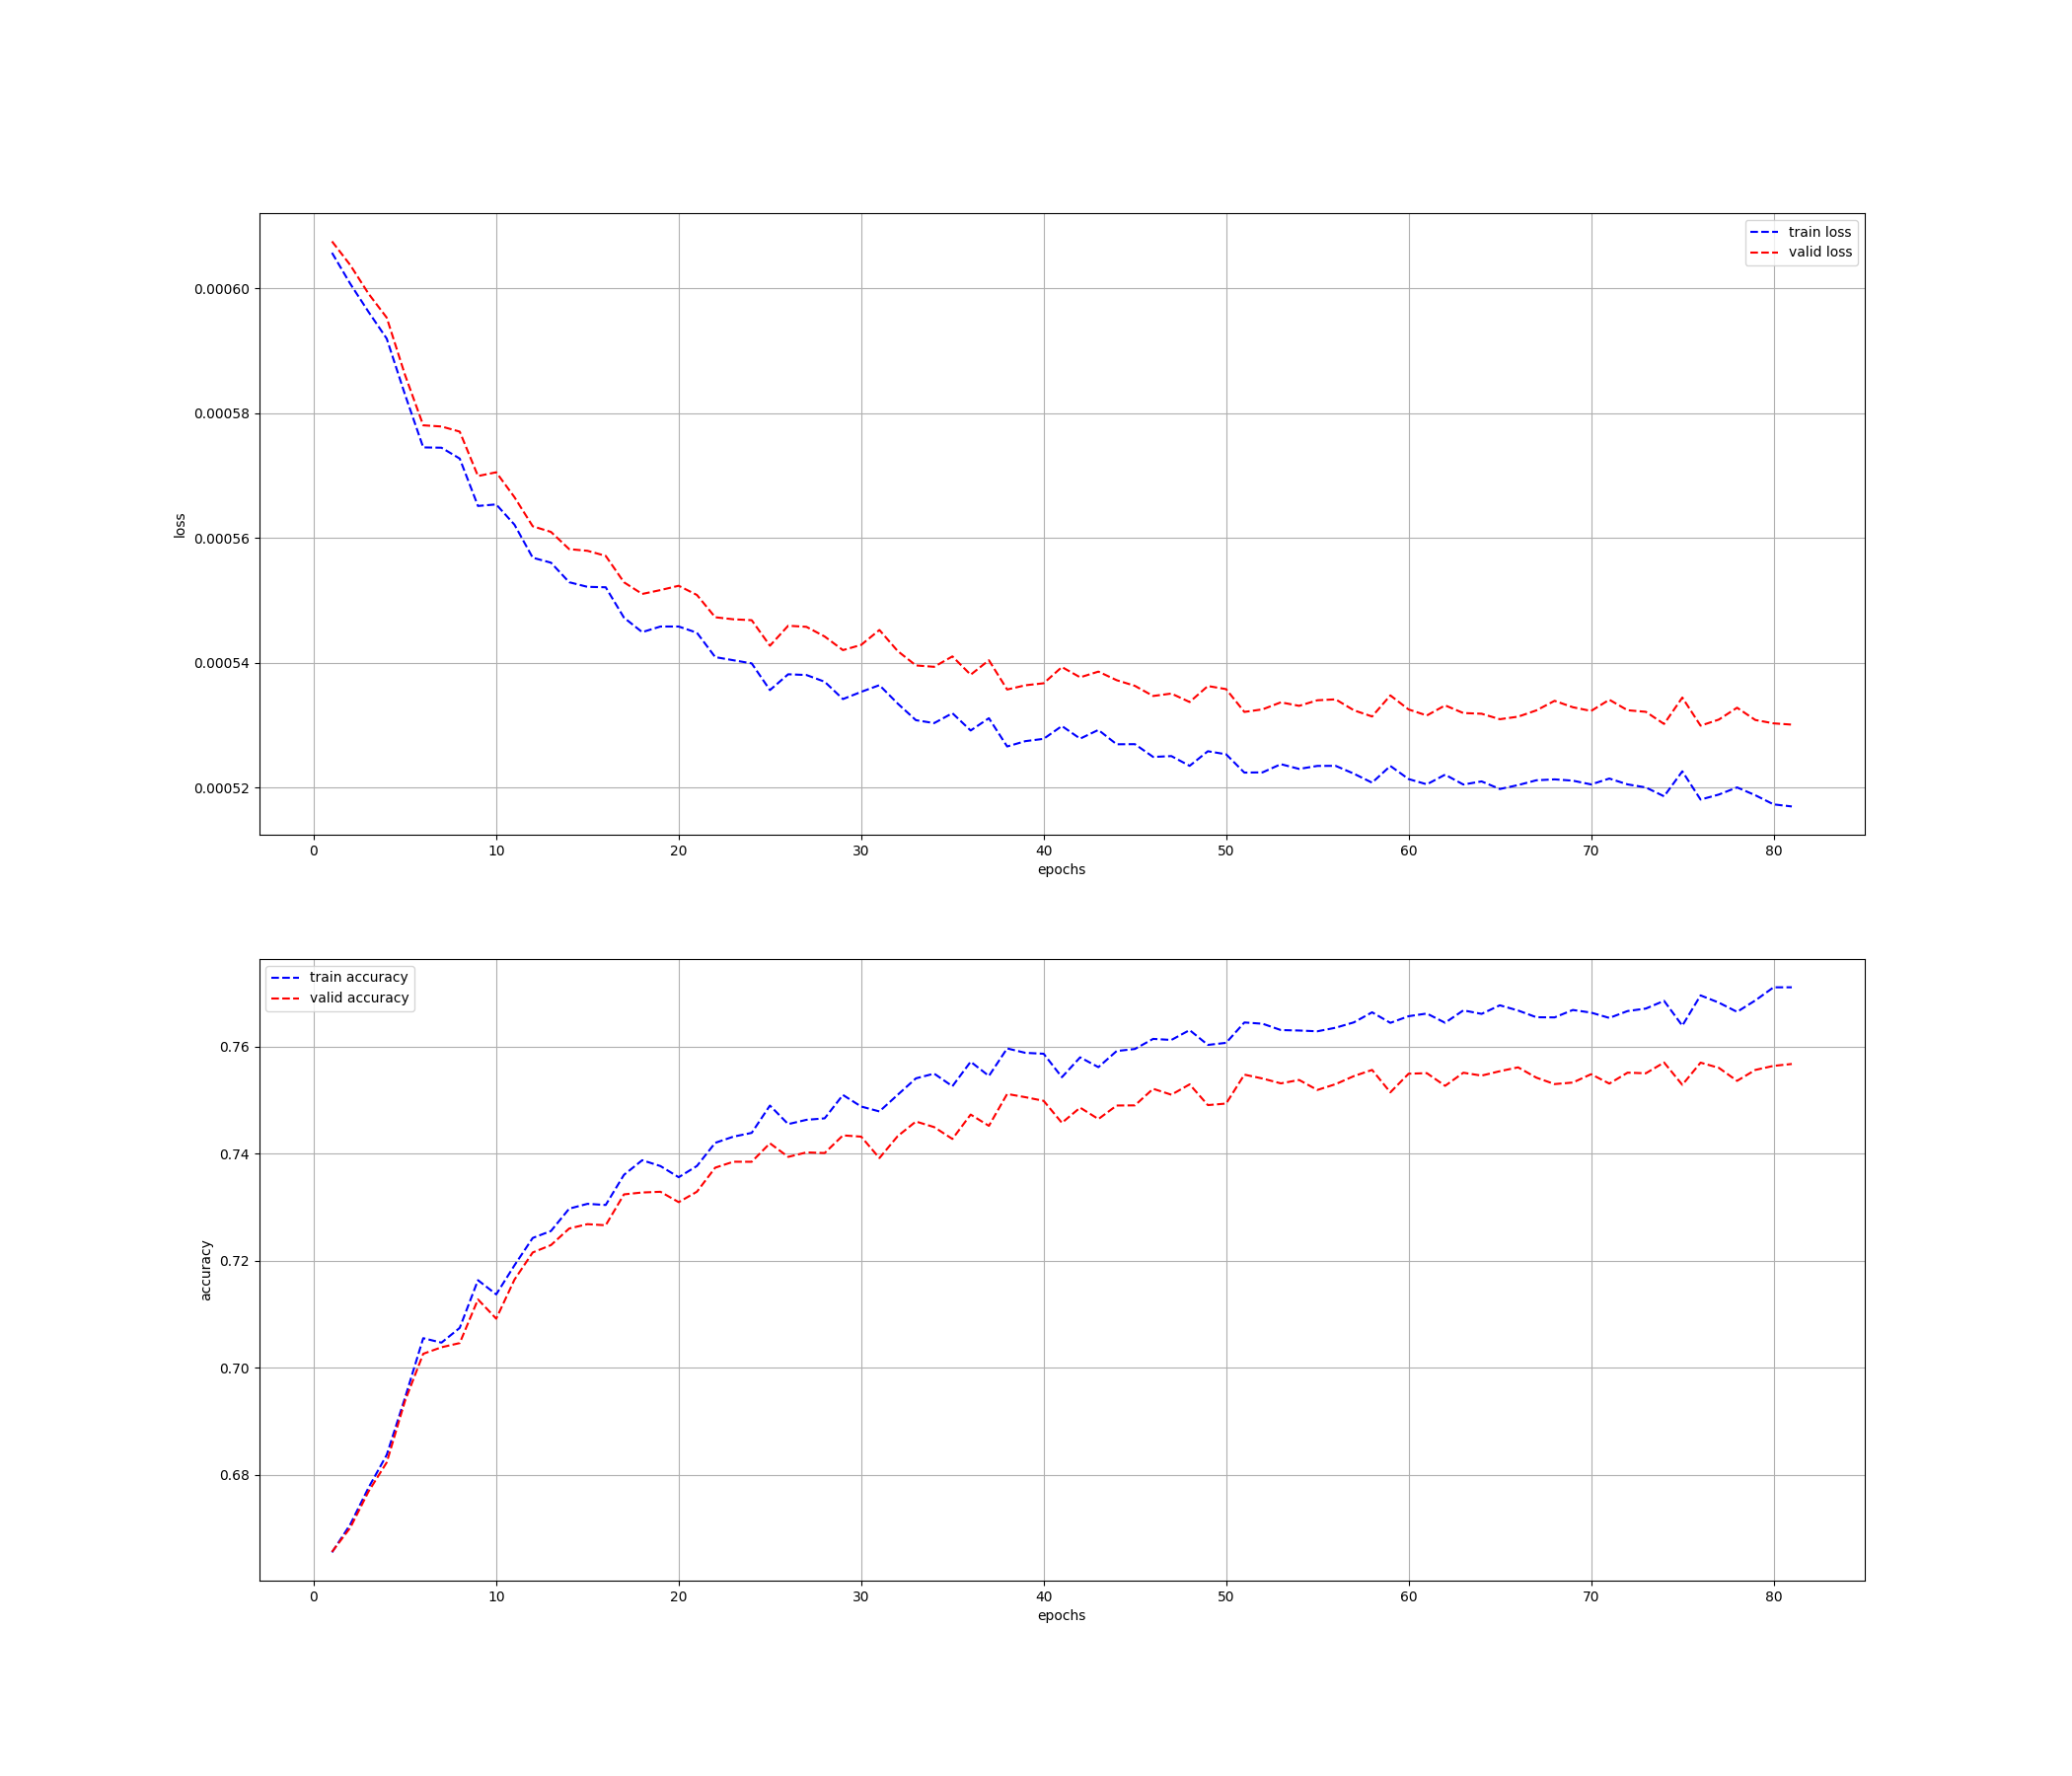 train loss
valid loss
0.00060
0.00058
0.00056
0.00054
0.00052
loss
0 10 20 30 40 50 60 70 80
epochs
train accuracy
valid accuracy
0.76
0.74
0.72
0.70
0.68
accuracy
0 10 20 30 40 50 60 70 80
epochs